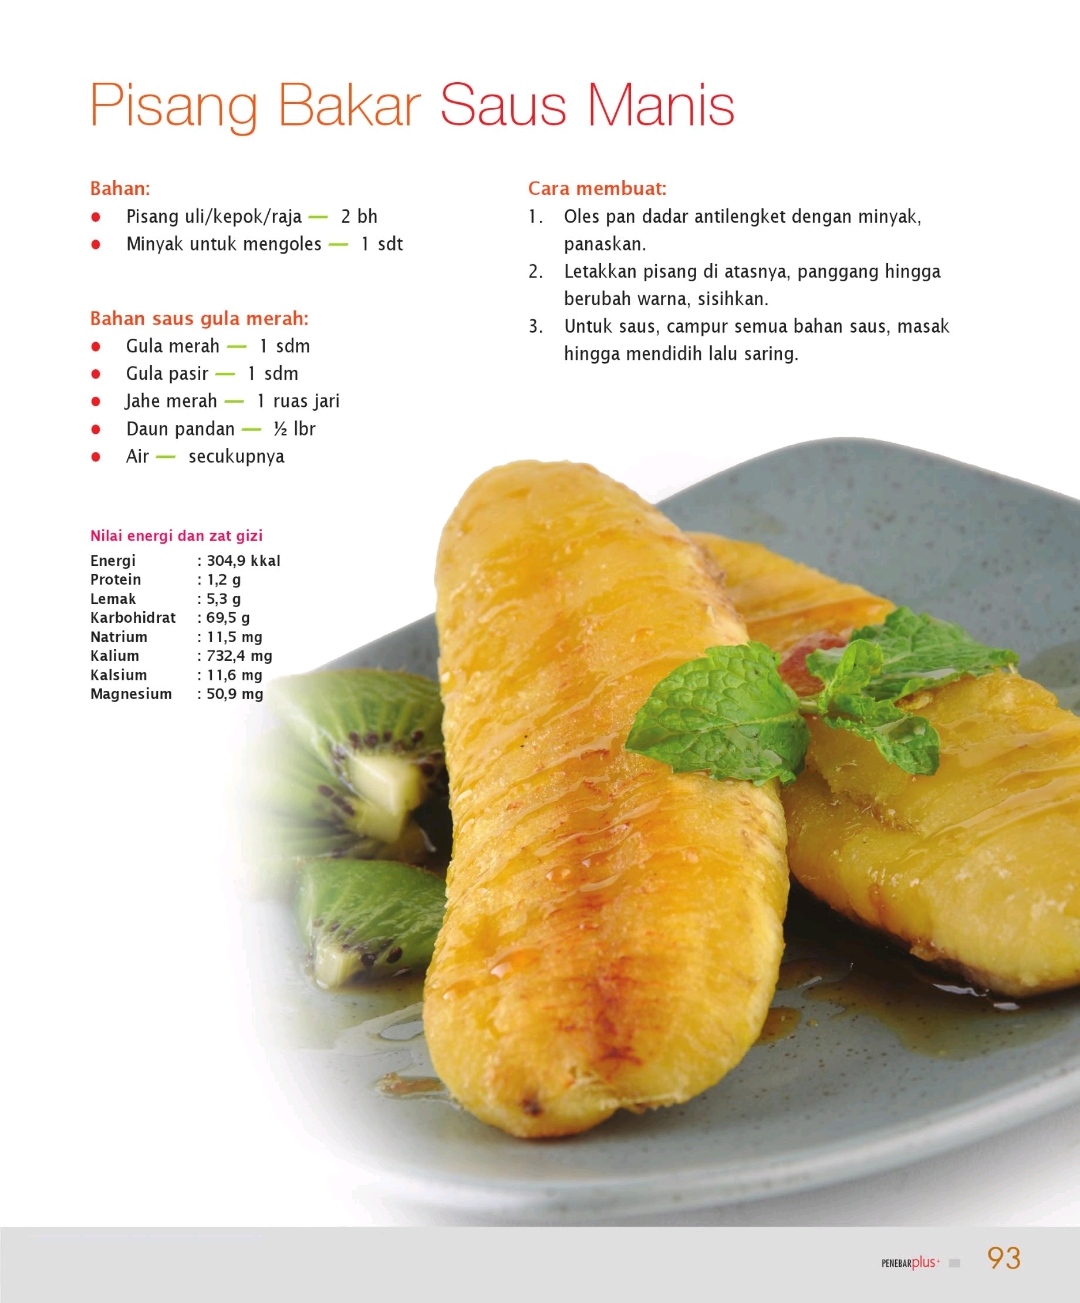 Pisang Bakar Saus Manis
Bahan:
● Pisang uli/kepok/raja — 2 bh
● Minyak untuk mengoles — 1 sdt
Bahan saus gula merah:
● Gula merah — 1 sdm
● Gula pasir — 1 sdm
● Jahe merah — 1 ruas jari
● Daun pandan — ½ lbr
● Air — secukupnya
Nilai energi dan zat gizi
Energi : 304,9 kkal
Protein : 1,2 g
Lemak : 5,3 g
Karbohidrat : 69,5 g
Natrium : 11,5 mg
Kalium : 732,4 mg
Kalsium : 11,6 mg
Magnesium : 50,9 mg
Cara membuat:
1. Oles pan dadar antilengket dengan minyak,
panaskan.
2. Letakkan pisang di atasnya, panggang hingga
berubah warna, sisihkan.
3. Untuk saus, campur semua bahan saus, masak
hingga mendidih lalu saring.
PENEBARplus+ 93